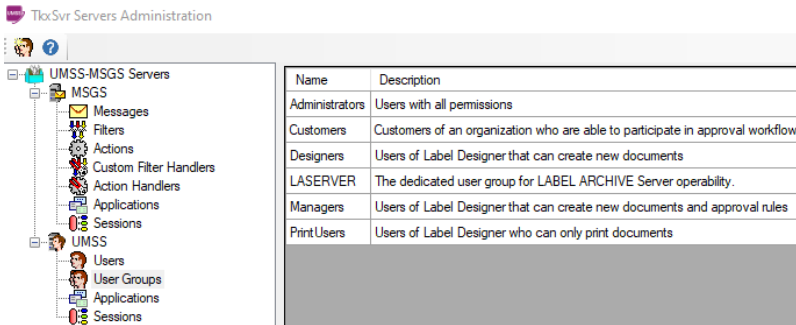 UMSS
TkxSvr Servers Administration
UMSS-MSGS Servers
MSGS
Messages
Filters
Actions
Custom Filter Handlers
Action Handlers
Applications
Sessions
UMSS
Users
User Groups
Applications
Sessions
Name Description
Administrators Users with all permissions
Customers Customers of an organization who are able to participate in approval workflow
Designers Users of Label Designer that can create new documents
LASERVER The dedicated user group for LABEL ARCHIVE Server operability.
Managers Users of Label Designer that can create new documents and approval rules
PrintUsers Users of Label Designer who can only print documents